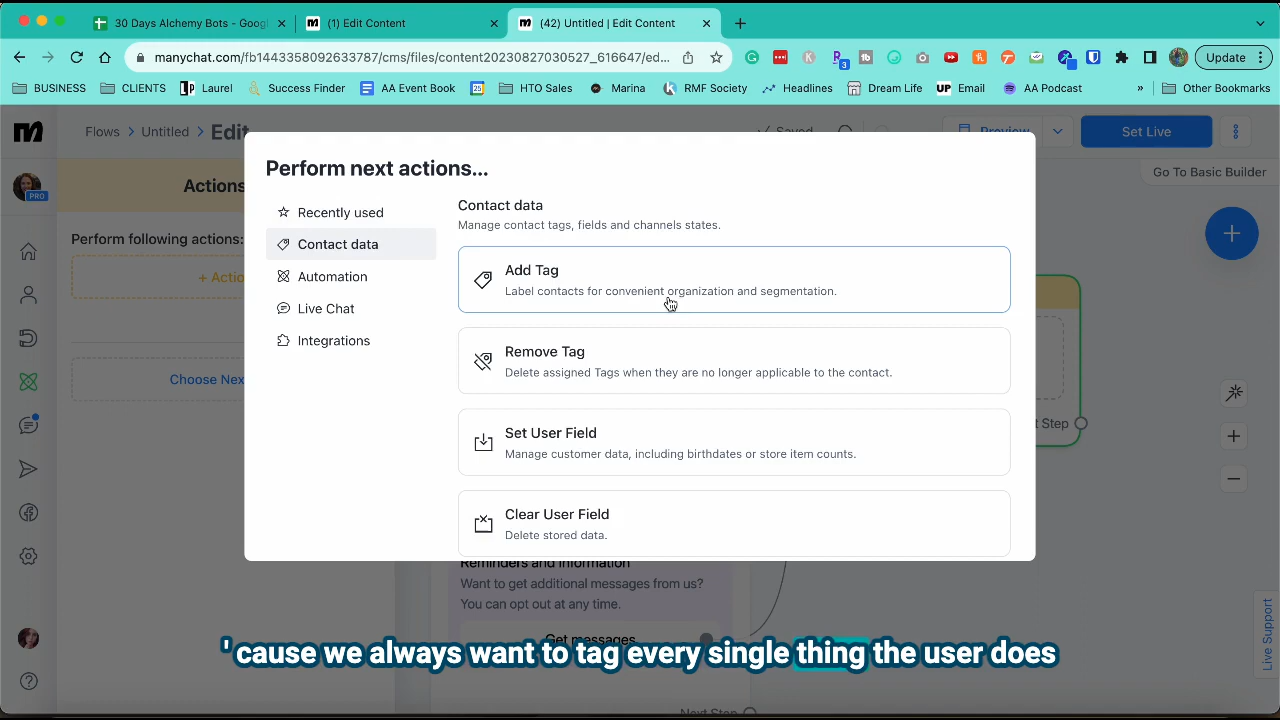 30 Days Alchemy Bots - Googl
(1) Edit Content
(42) Untitled | Edit Content
manychat.com/fb1443358092633787/cms/files/content20230827030527_616647/ed...
3
Update
BUSINESS
CLIENTS
Laurel
Success Finder
AA Event Book
HTO Sales
Marina
RMF Society
Headlines
Dream Life
UP Email
AA Podcast
»
Other Bookmarks
Flows > Untitled > Edit
Saved
Preview
Set Live
Go To Basic Builder
PRO
Actions
Perform following actions:
+ Actio
Choose Nex
Perform next actions...
Recently used
Contact data
Automation
Live Chat
Integrations
Contact data
Manage contact tags, fields and channels states.
Add Tag
Label contacts for convenient organization and segmentation.
Remove Tag
Delete assigned Tags when they are no longer applicable to the contact.
Set User Field
Manage customer data, including birthdates or store item counts.
Clear User Field
Delete stored data.
t Step
Reminders and information
Want to get additional messages from us?
You can opt out at any time.
Get messages
Next Step
Live Support
'cause we always want to tag every single thing the user does